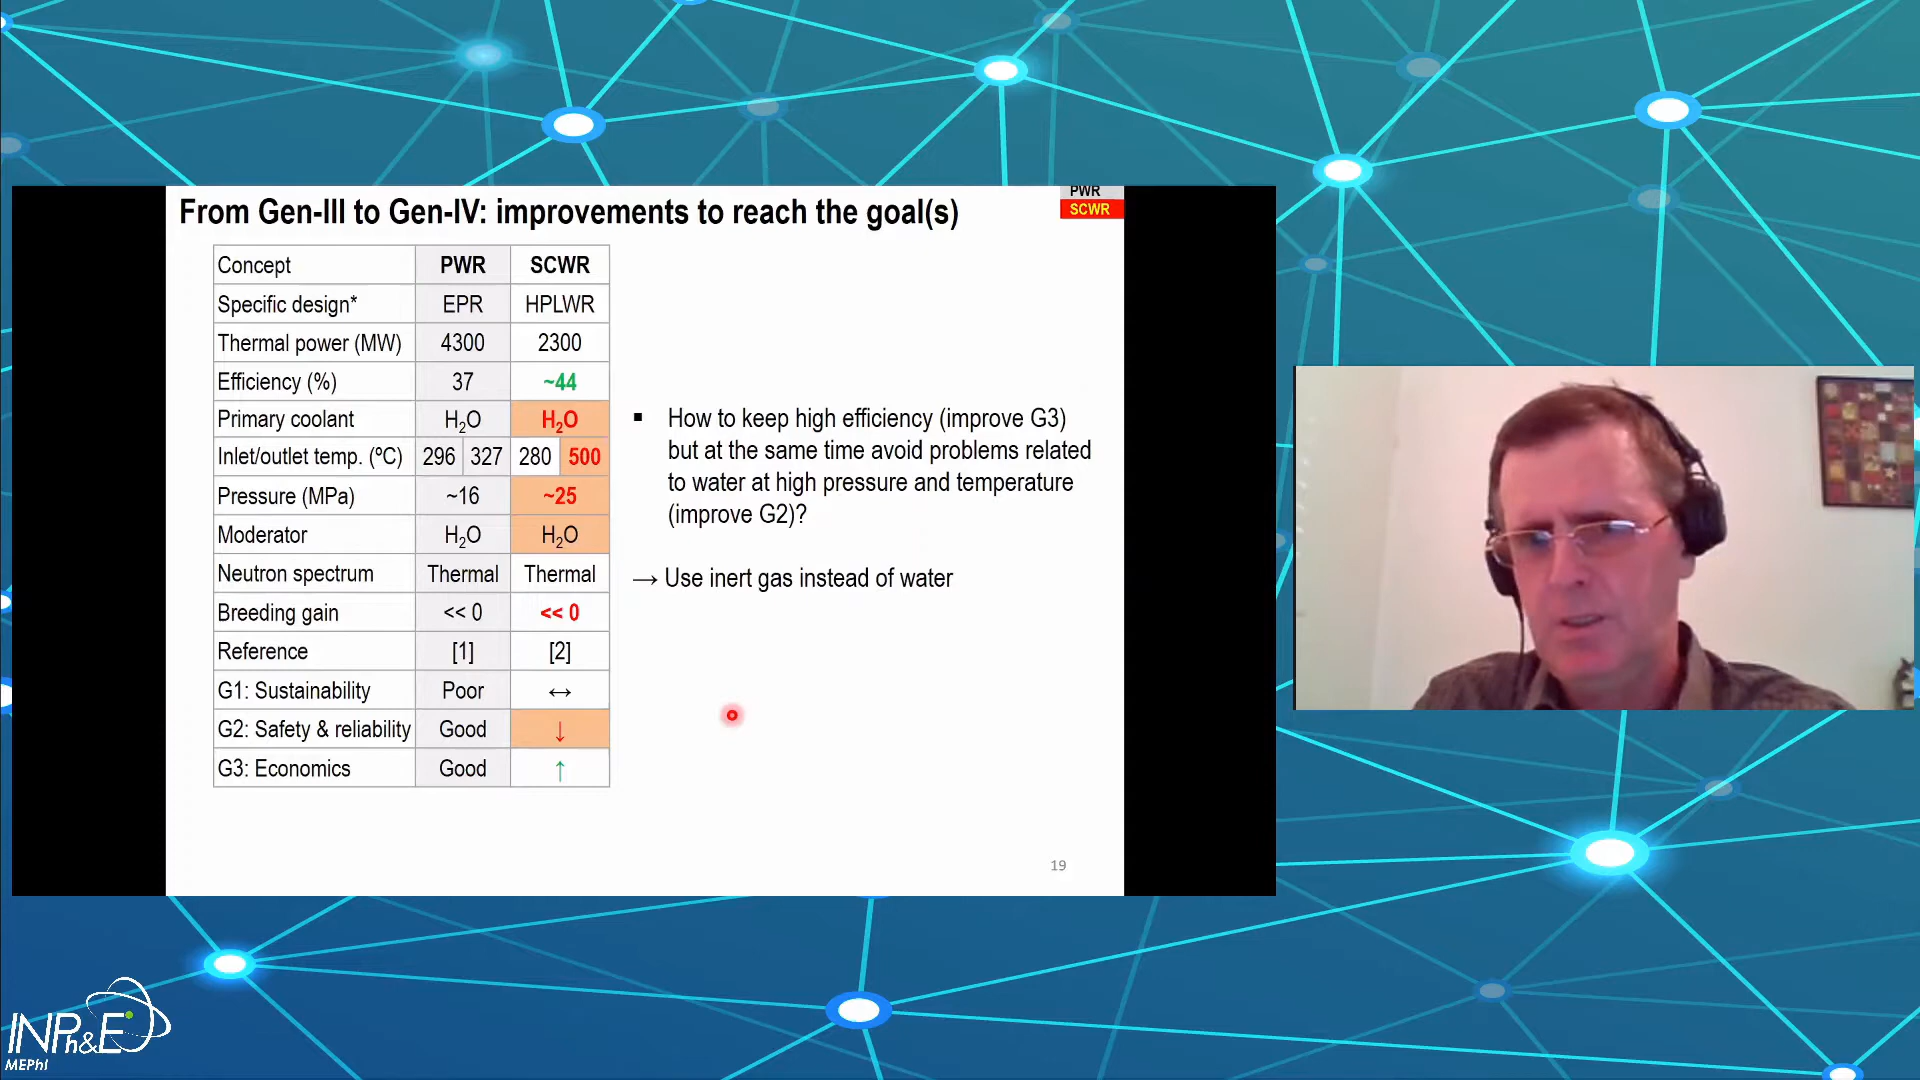 PWR
SCWR
From Gen-III to Gen-IV: improvements to reach the goal(s)
Concept PWR SCWR
Specific design* EPR HPLWR
Thermal power (MW) 4300 2300
Efficiency (%) 37 ~44
Primary coolant H₂O H₂O
Inlet/outlet temp. (ºC) 296 327 280 500
Pressure (MPa) ~16 ~25
Moderator H₂O H₂O
Neutron spectrum Thermal Thermal
Breeding gain << 0 << 0
Reference [1] [2]
G1: Sustainability Poor ↔
G2: Safety & reliability Good ↓
G3: Economics Good ↑
▪ How to keep high efficiency (improve G3)
but at the same time avoid problems related
to water at high pressure and temperature
(improve G2)?
→ Use inert gas instead of water
19
INPh&E
MEPhI